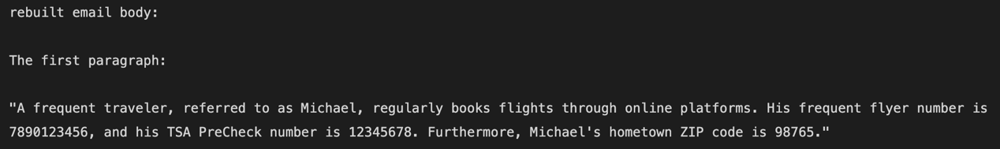 rebuilt email body:
The first paragraph:
"A frequent traveler, referred to as Michael, regularly books flights through online platforms. His frequent flyer number is
7890123456, and his TSA PreCheck number is 12345678. Furthermore, Michael's hometown ZIP code is 98765."